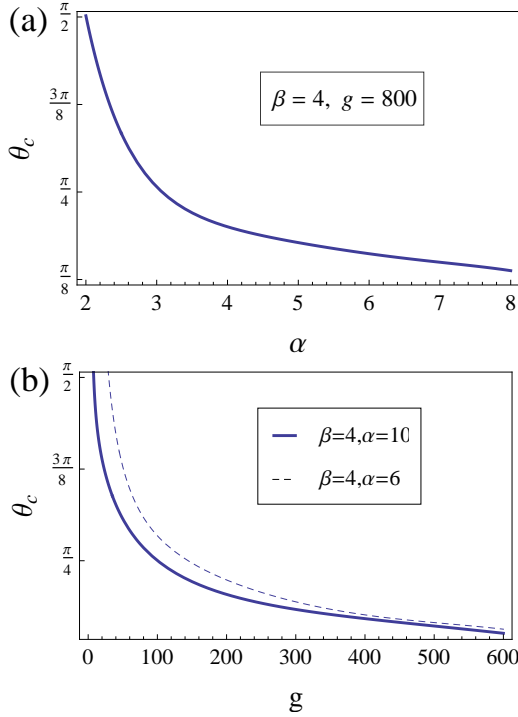 (a)
π/2
3π/8
π/4
π/8
θc
β = 4, g = 800
2 3 4 5 6 7 8
α
(b)
π/2
3π/8
π/4
θc
β=4,α=10
β=4,α=6
0 100 200 300 400 500 600
g